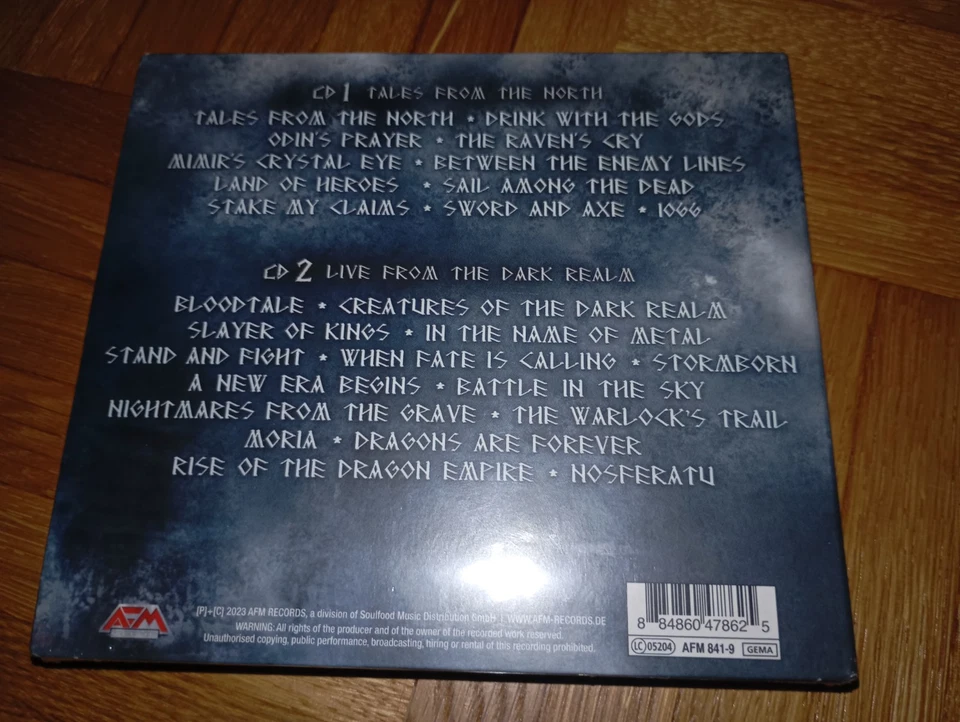 CD 1 TALES FROM THE NORTH
TALES FROM THE NORTH * DRINK WITH THE GODS
ODIN'S PRAYER * THE RAVEN'S CRY
MIMIR'S CRYSTAL EYE * BETWEEN THE ENEMY LINES
LAND OF HEROES * SAIL AMONG THE DEAD
STAKE MY CLAIMS * SWORD AND AXE * 1066
CD 2 LIVE FROM THE DARK REALM
BLOODTALE * CREATURES OF THE DARK REALM
SLAYER OF KINGS * IN THE NAME OF METAL
STAND AND FIGHT * WHEN FATE IS CALLING * STORMBORN
A NEW ERA BEGINS * BATTLE IN THE SKY
NIGHTMARES FROM THE GRAVE * THE WARLOCK'S TRAIL
MORIA * DRAGONS ARE FOREVER
RISE OF THE DRAGON EMPIRE * NOSFERATU
AFM
[P]+[C] 2023 AFM RECORDS, a division of Soulfood Music Distribution GmbH | WWW.AFM-RECORDS.DE
WARNING: All rights of the producer and of the owner of the recorded work reserved.
Unauthorised copying, public performance, broadcasting, hiring or rental of this recording prohibited.
8 84860 47862 5
LC 05204 AFM 841-9 GEMA